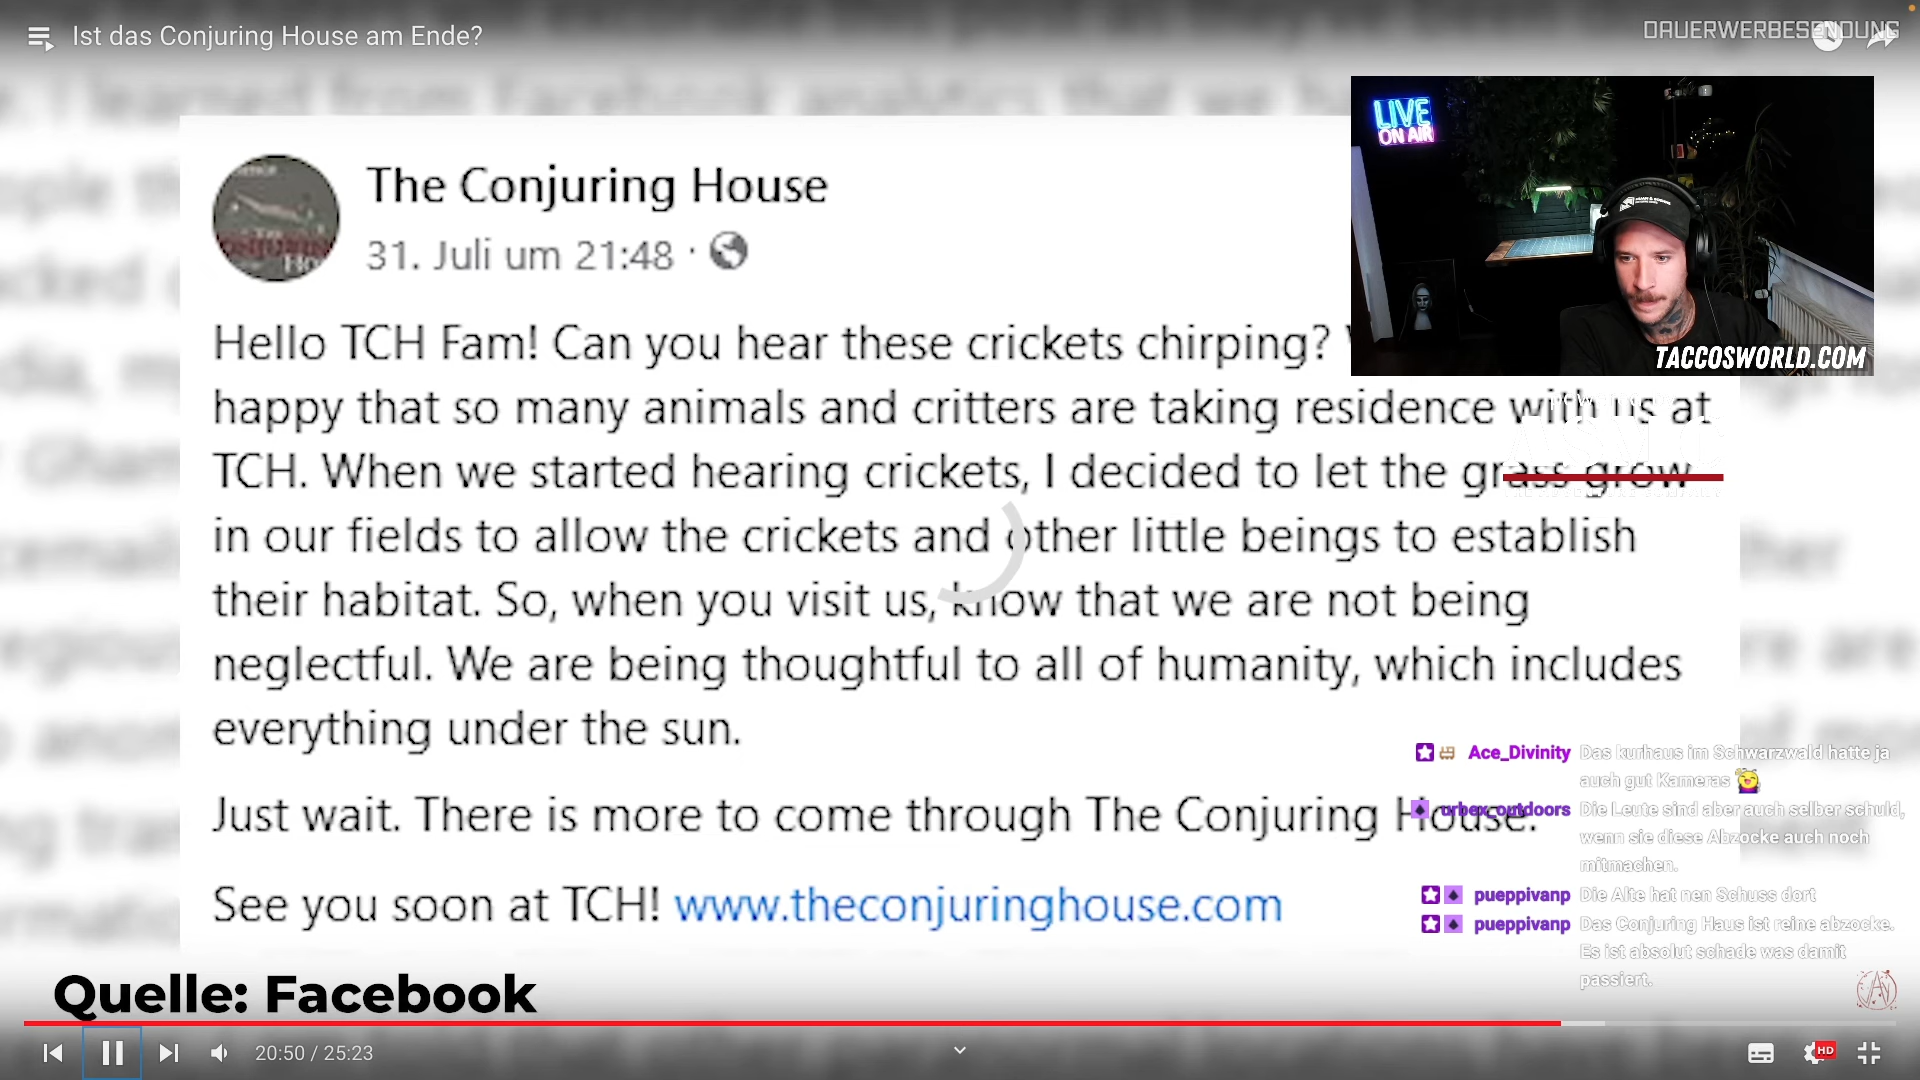 Ist das Conjuring House am Ende?
DAUERWERBESENDUNG
LIVE
ON AIR
TACCOSWORLD.COM
The Conjuring House
31. Juli um 21:48 ·
Hello TCH Fam! Can you hear these crickets chirping?
happy that so many animals and critters are taking residence with us at
TCH. When we started hearing crickets, I decided to let the grass grow
in our fields to allow the crickets and other little beings to establish
their habitat. So, when you visit us, know that we are not being
neglectful. We are being thoughtful to all of humanity, which includes
everything under the sun.
Just wait. There is more to come through The Conjuring House.
See you soon at TCH! www.theconjuringhouse.com
Ace_Divinity Das kurhaus im Schwarzwald hatte ja
auch gut Kameras
urbex_outdoors Die Leute sind aber auch selber schuld,
wenn sie diese Abzocke auch noch
mitmachen.
pueppivanp Die Alte hat nen Schuss dort
pueppivanp Das Conjuring Haus ist reine abzocke.
Es ist absolut schade was damit
passiert.
Quelle: Facebook
20:50 / 25:23
HD